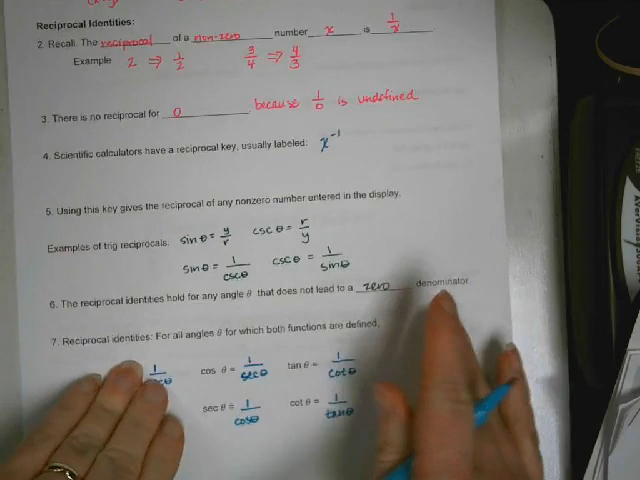 Reciprocal Identities:
2. Recall. The reciprocal of a non-zero number x is 1/x
Example 2 ⇒ 1/2 3/4 ⇒ 4/3
3. There is no reciprocal for 0 because 1/0 is undefined
4. Scientific calculators have a reciprocal key, usually labeled: x⁻¹
5. Using this key gives the reciprocal of any nonzero number entered in the display.
Examples of trig reciprocals. sin θ = y/r csc θ = r/y
sin θ = 1/csc θ csc θ = 1/sin θ
6. The reciprocal identities hold for any angle θ that does not lead to a zero denominator
7. Reciprocal identities: For all angles θ for which both functions are defined,
cos θ = 1/sec θ tan θ = 1/cot θ
sec θ = 1/cos θ cot θ = 1/tan θ